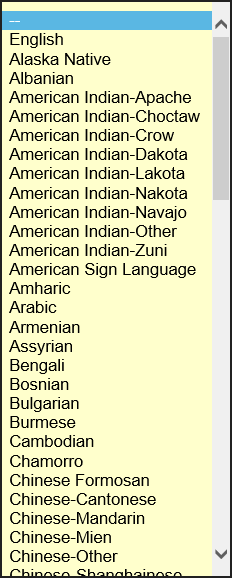 --
English
Alaska Native
Albanian
American Indian-Apache
American Indian-Choctaw
American Indian-Crow
American Indian-Dakota
American Indian-Lakota
American Indian-Nakota
American Indian-Navajo
American Indian-Other
American Indian-Zuni
American Sign Language
Amharic
Arabic
Armenian
Assyrian
Bengali
Bosnian
Bulgarian
Burmese
Cambodian
Chamorro
Chinese Formosan
Chinese-Cantonese
Chinese-Mandarin
Chinese-Mien
Chinese-Other
Chinese-Shanghainese